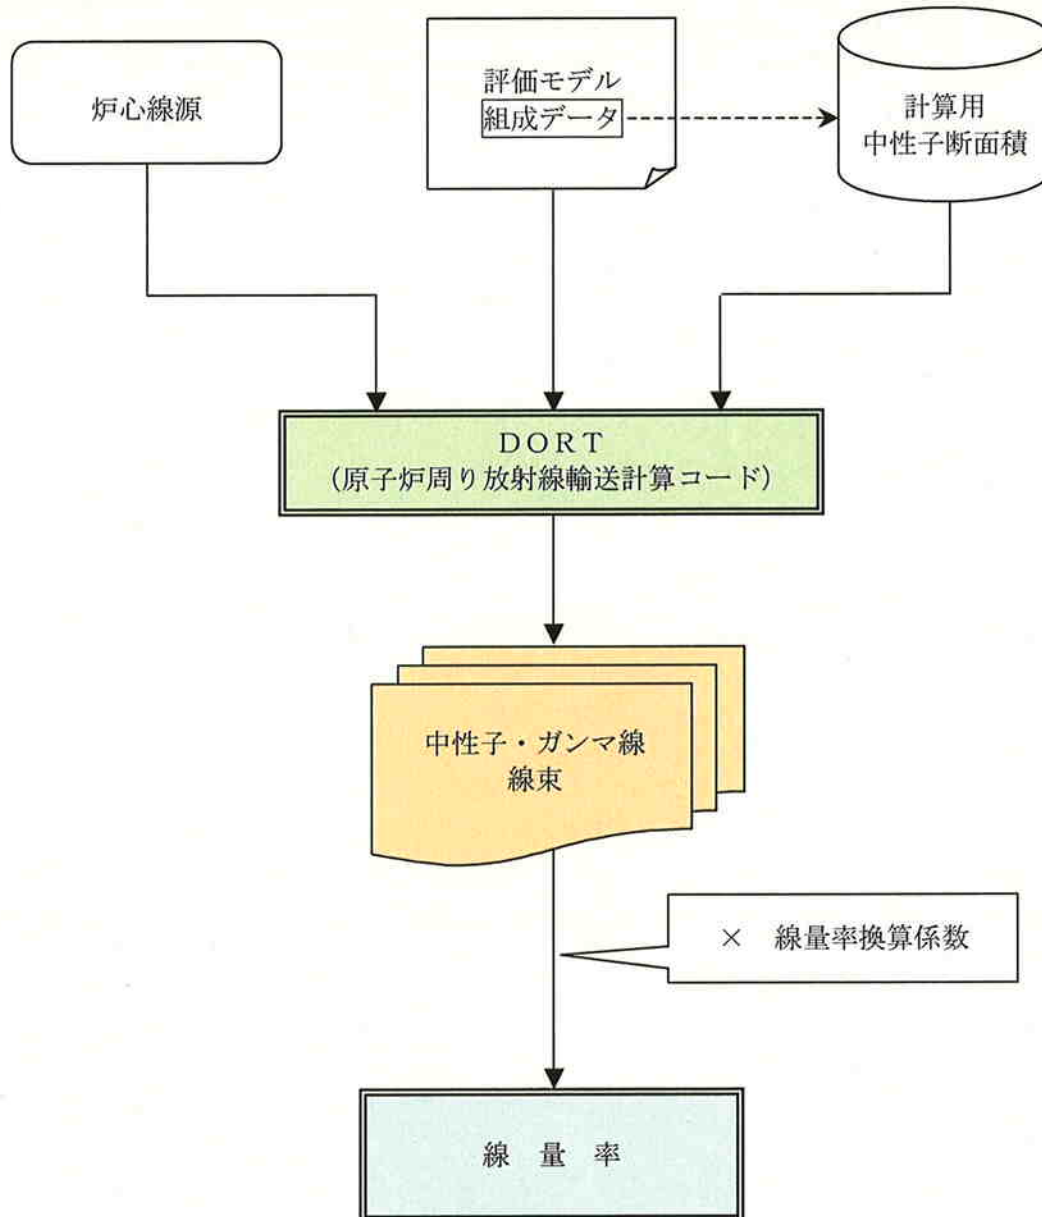 炉心線源
評価モデル
組成データ
計算用
中性子断面積
DORT
(原子炉周り放射線輸送計算コード)
中性子・ガンマ線
線束
× 線量率換算係数
線 量 率